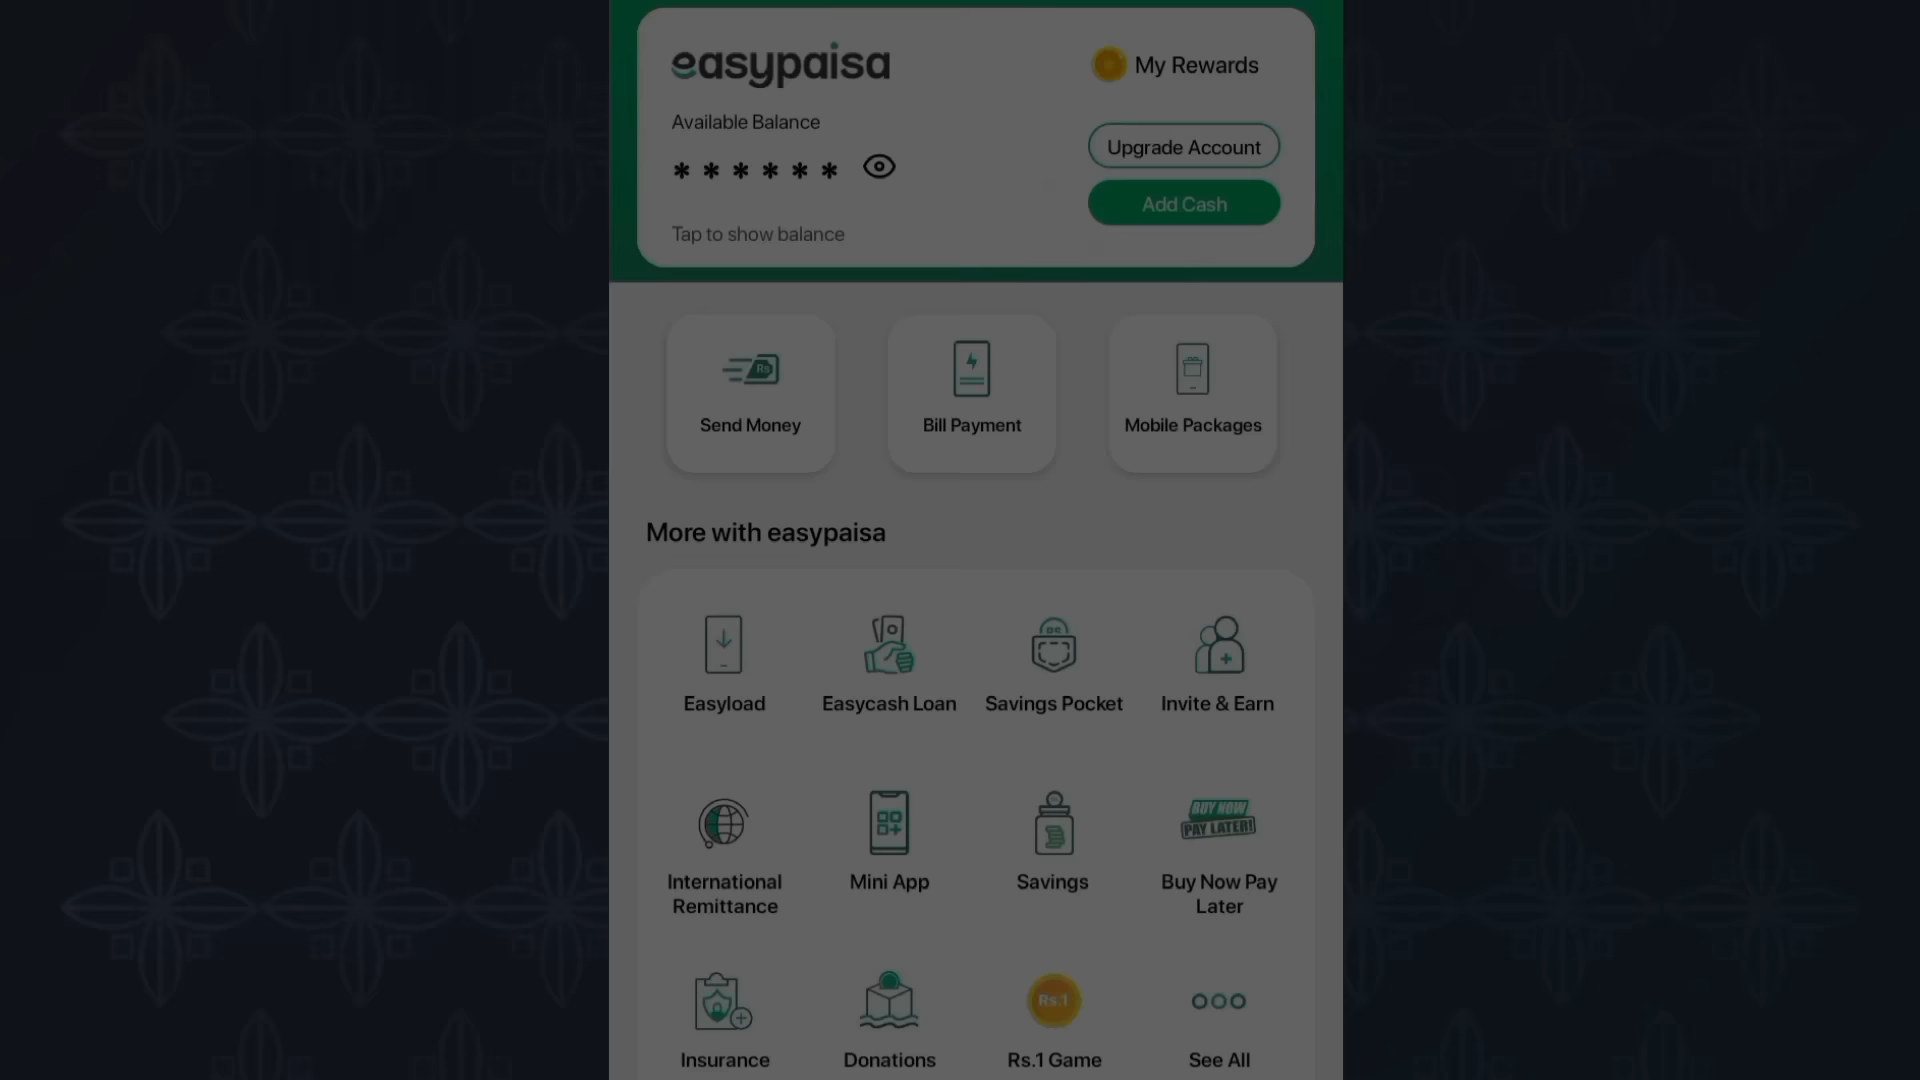 easypaisa
My Rewards
Available Balance
Upgrade Account
* * * * * *
Add Cash
Tap to show balance
Rs
Send Money
Bill Payment
Mobile Packages
More with easypaisa
Easyload
Easycash Loan
Savings Pocket
Invite & Earn
BUY NOW
PAY LATER!
International
Remittance
Mini App
Savings
Buy Now Pay
Later
Rs.1
Insurance
Donations
Rs.1 Game
See All